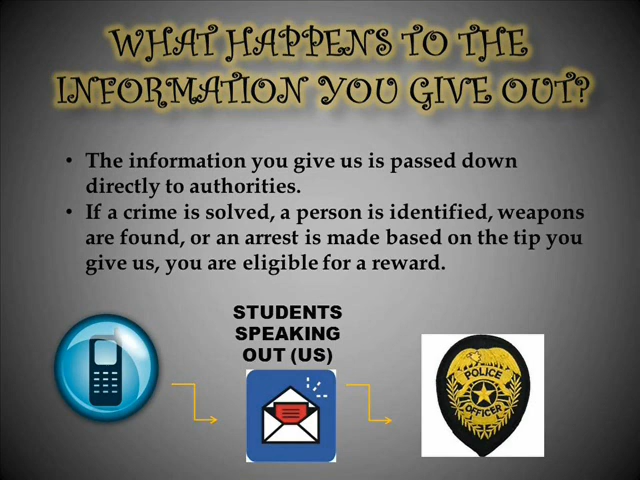 WHAT HAPPENS TO THE
INFORMATION YOU GIVE OUT?
• The information you give us is passed down
directly to authorities.
• If a crime is solved, a person is identified, weapons
are found, or an arrest is made based on the tip you
give us, you are eligible for a reward.
STUDENTS
SPEAKING
OUT (US)
POLICE
OFFICER